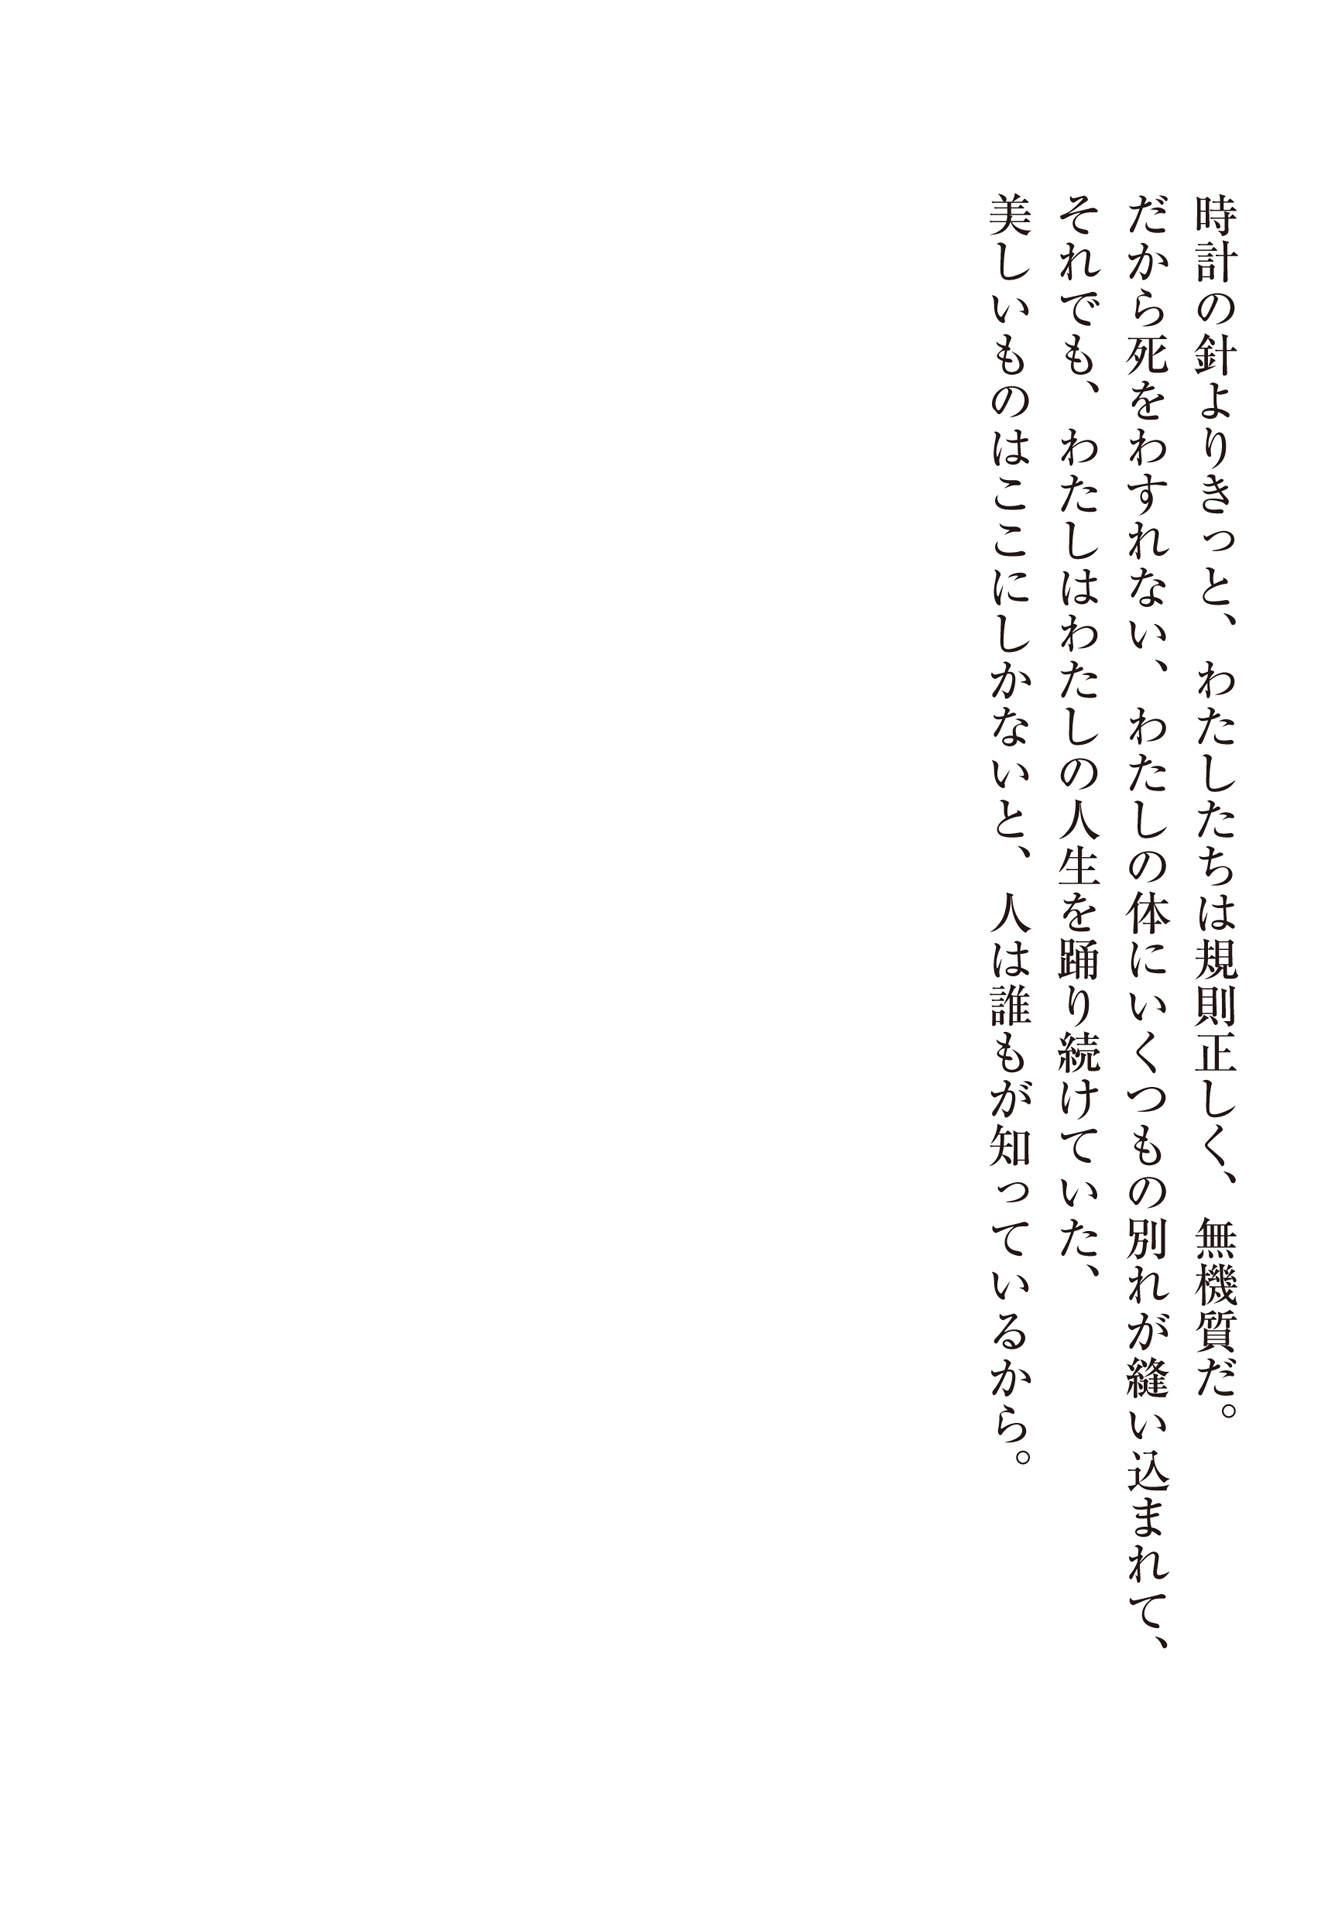 時計の針よりきっと、わたしたちは規則正しく、無機質だ。
だから死をわすれない、わたしの体にいくつもの別れが縫い込まれて、
それでも、わたしはわたしの人生を踊り続けていた、
美しいものはここにしかないと、人は誰もが知っているから。